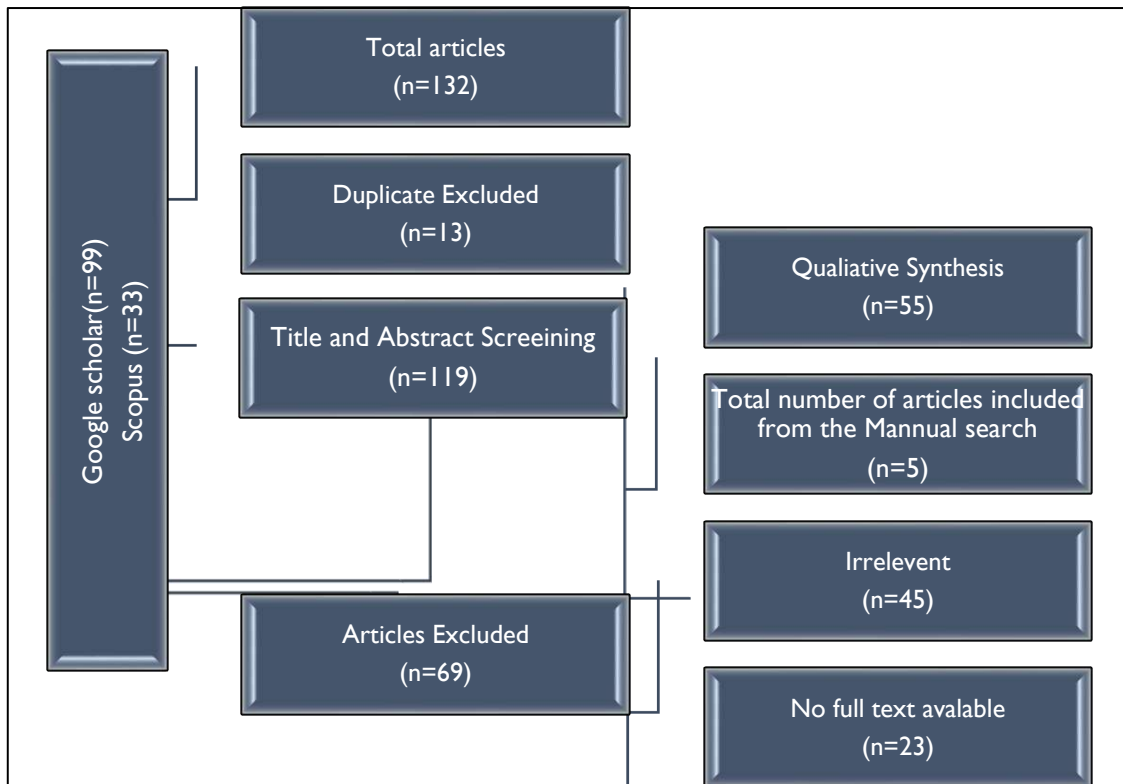 Google scholar(n=99)
Scopus (n=33)
Total articles
(n=132)
Duplicate Excluded
(n=13)
Title and Abstract Screeining
(n=119)
Articles Excluded
(n=69)
Qualiative Synthesis
(n=55)
Total number of articles included
from the Mannual search
(n=5)
Irrelevent
(n=45)
No full text avalable
(n=23)